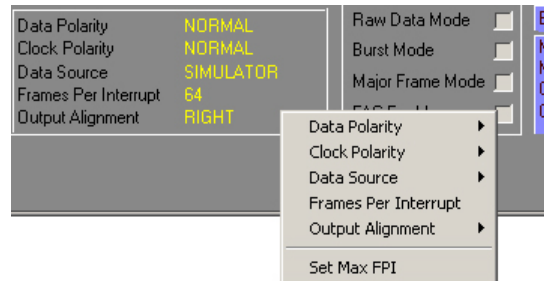 Data Polarity NORMAL
Clock Polarity NORMAL
Data Source SIMULATOR
Frames Per Interrupt 64
Output Alignment RIGHT
Raw Data Mode
Burst Mode
Major Frame Mode
Data Polarity
Clock Polarity
Data Source
Frames Per Interrupt
Output Alignment
Set Max FPI